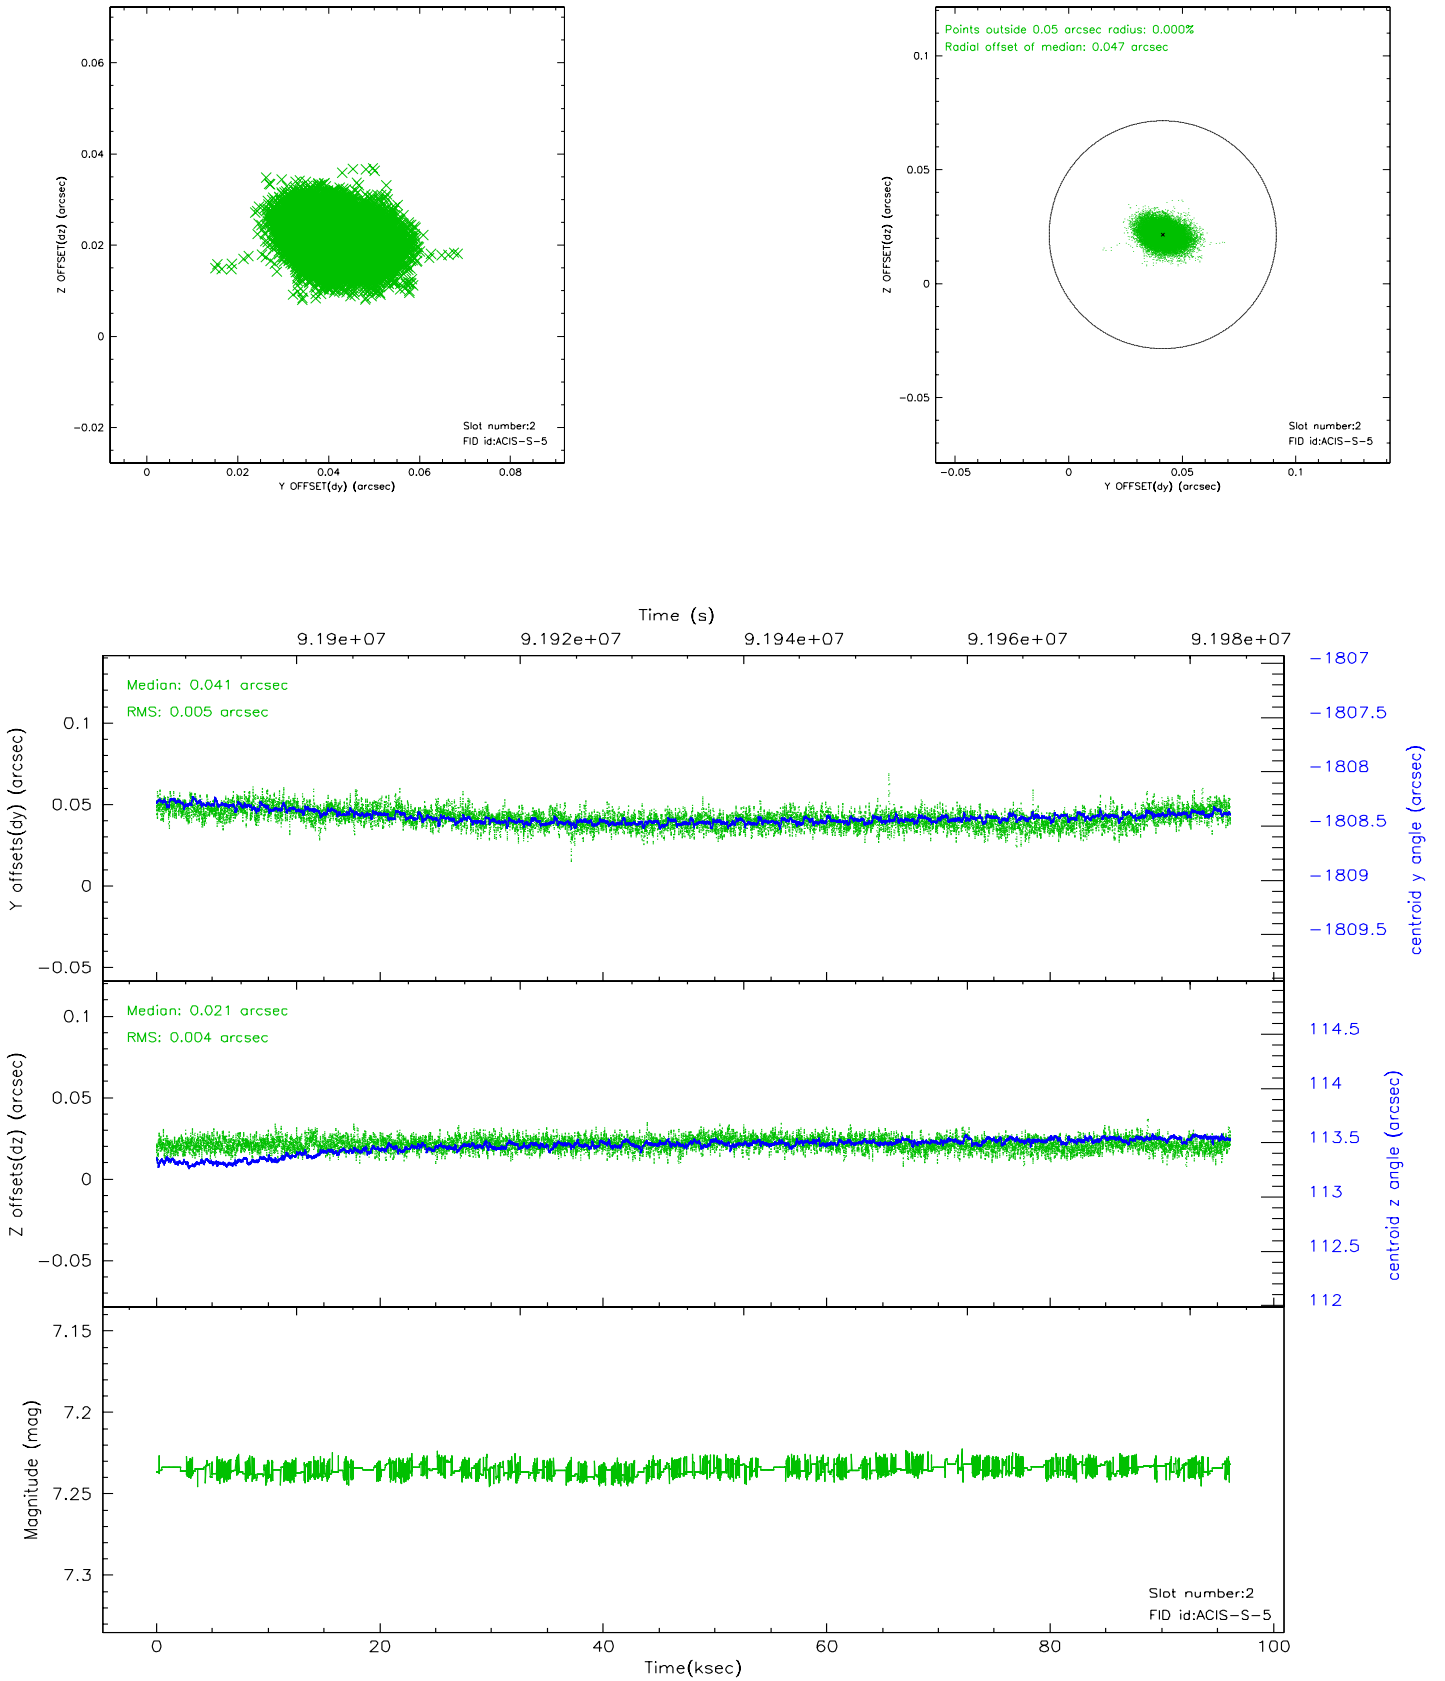 0.06
0.04
0.02
0
−0.02
Z OFFSET(dz) (arcsec)
0 0.02 0.04 0.06 0.08
Y OFFSET(dy) (arcsec)
Slot number:2
FID id:ACIS−S−5
Points outside 0.05 arcsec radius: 0.000%
Radial offset of median: 0.047 arcsec
0.1
0.05
0
−0.05
Z OFFSET(dz) (arcsec)
−0.05 0 0.05 0.1
Y OFFSET(dy) (arcsec)
Slot number:2
FID id:ACIS−S−5
Time (s)
9.19e+07 9.192e+07 9.194e+07 9.196e+07 9.198e+07
Median: 0.041 arcsec
RMS: 0.005 arcsec
0.1
0.05
0
−0.05
Y offsets(dy) (arcsec)
−1807
−1807.5
−1808
−1808.5
−1809
−1809.5
centroid y angle (arcsec)
Median: 0.021 arcsec
RMS: 0.004 arcsec
0.1
0.05
0
−0.05
Z offsets(dz) (arcsec)
114.5
114
113.5
113
112.5
112
centroid z angle (arcsec)
7.15
7.2
7.25
7.3
Magnitude (mag)
Slot number:2
FID id:ACIS−S−5
0 20 40 60 80 100
Time(ksec)